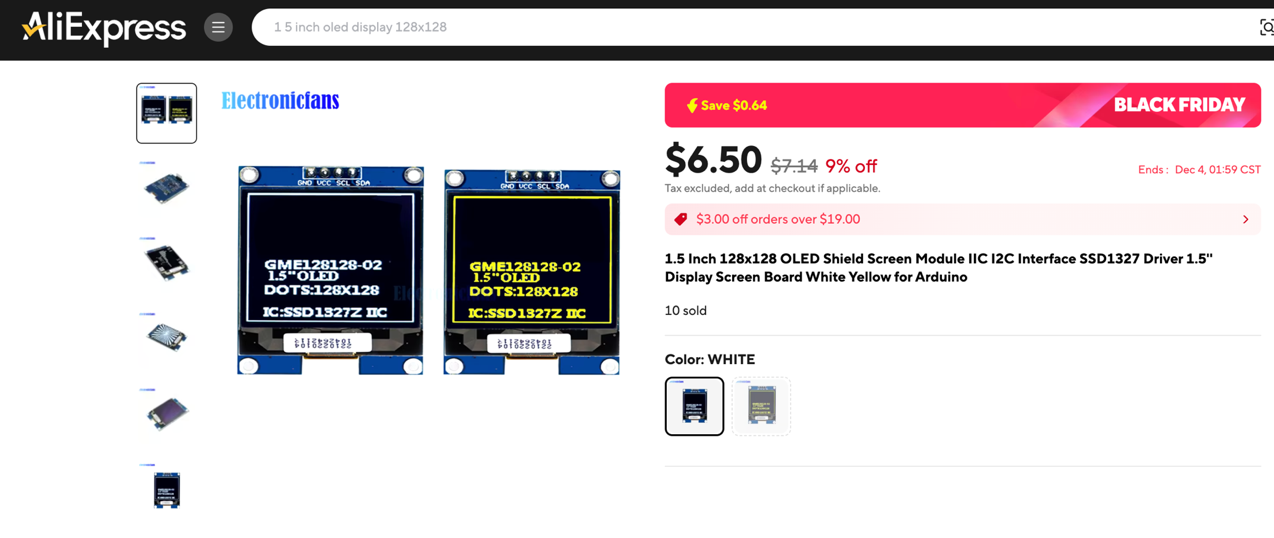 AliExpress
1 5 inch oled display 128x128
Electronicfans
GND VCC SCL SDA
GME128128-02
1.5"OLED
DOTS:128X128
IC:SSD1327Z IIC
GND VCC SCL SDA
GME128128-02
1.5"OLED
DOTS:128X128
IC:SSD1327Z IIC
Save $0.64
BLACK FRIDAY
$6.50 $7.14 9% off
Ends : Dec 4, 01:59 CST
Tax excluded, add at checkout if applicable.
$3.00 off orders over $19.00
1.5 Inch 128x128 OLED Shield Screen Module IIC I2C Interface SSD1327 Driver 1.5"
Display Screen Board White Yellow for Arduino
10 sold
Color: WHITE